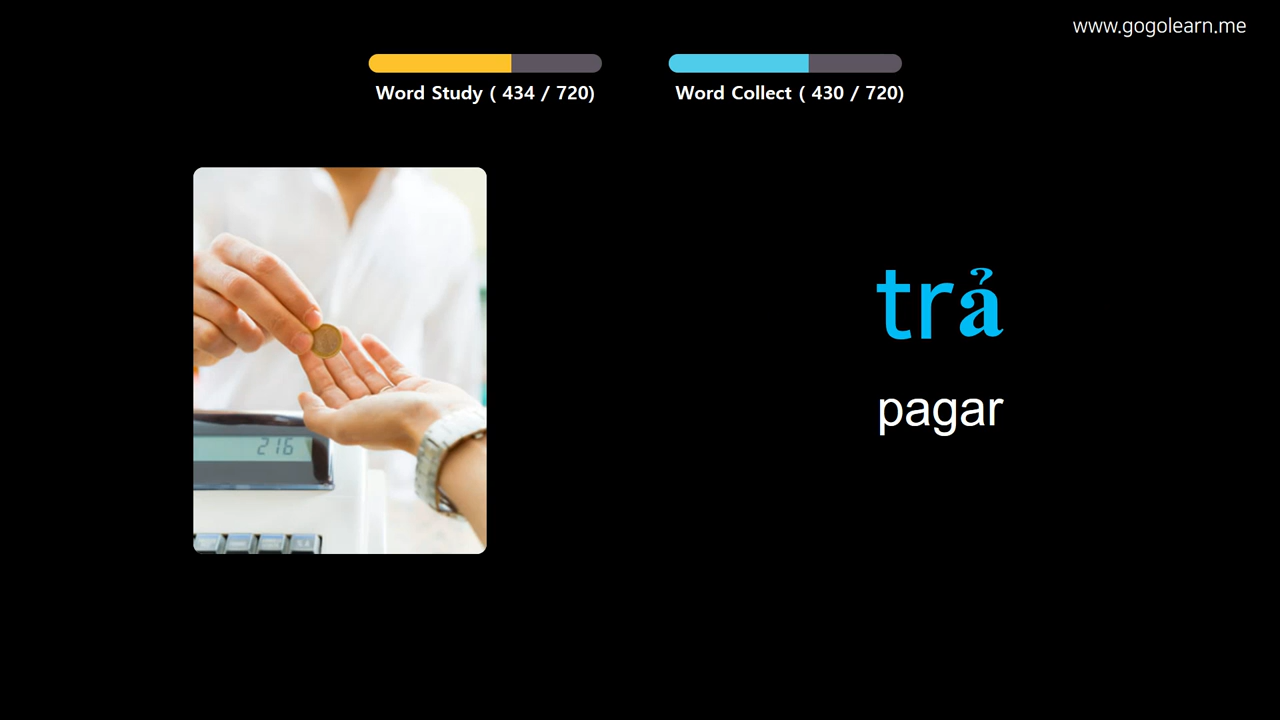 www.gogolearn.me
Word Study ( 434 / 720)
Word Collect ( 430 / 720)
trả
pagar
216